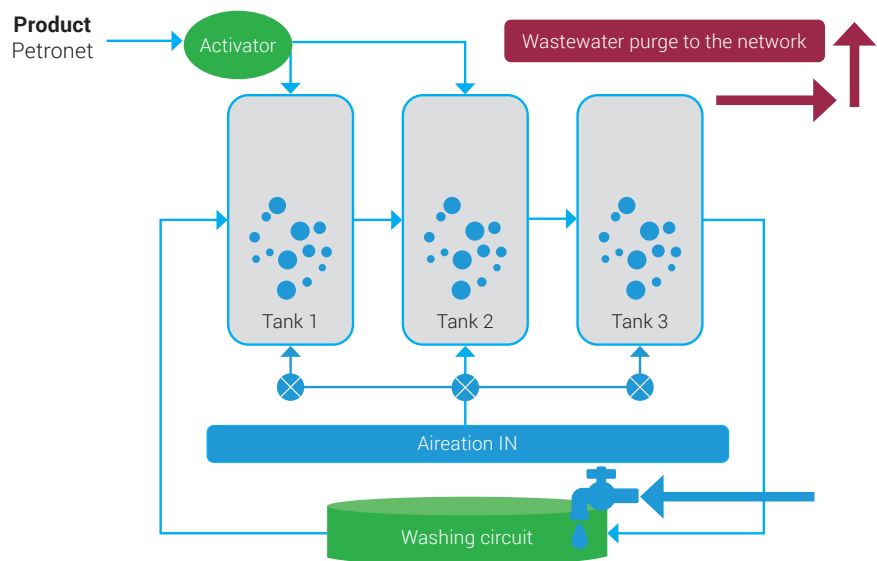 Product
Petronet
Activator
Wastewater purge to the network
Tank 1
Tank 2
Tank 3
Aireation IN
Washing circuit